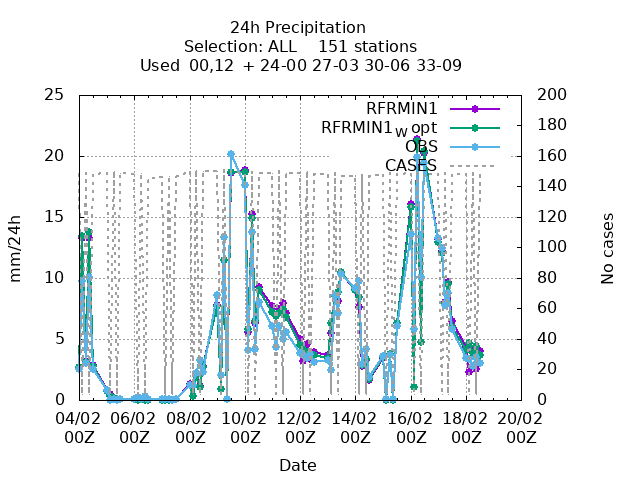 24h Precipitation
Selection: ALL 151 stations
Used 00,12 + 24-00 27-03 30-06 33-09
25
20
15
10
5
0
mm/24h
200
180
160
140
120
100
80
60
40
20
0
No cases
RFRMIN1
RFRMIN1_w opt
OBS
CASES
04/02 06/02 08/02 10/02 12/02 14/02 16/02 18/02 20/02
00Z 00Z 00Z 00Z 00Z 00Z 00Z 00Z 00Z
Date